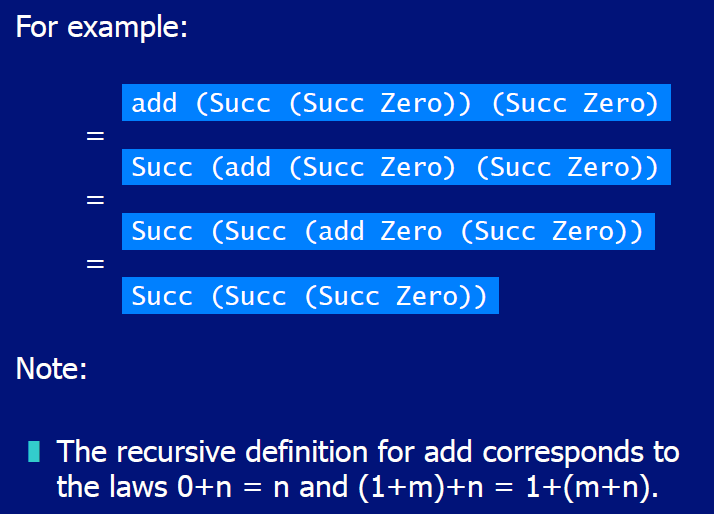 For example:
add (Succ (Succ Zero)) (Succ Zero)
=
Succ (add (Succ Zero) (Succ Zero))
=
Succ (Succ (add Zero (Succ Zero))
=
Succ (Succ (Succ Zero))
Note:
The recursive definition for add corresponds to
the laws 0+n = n and (1+m)+n = 1+(m+n).